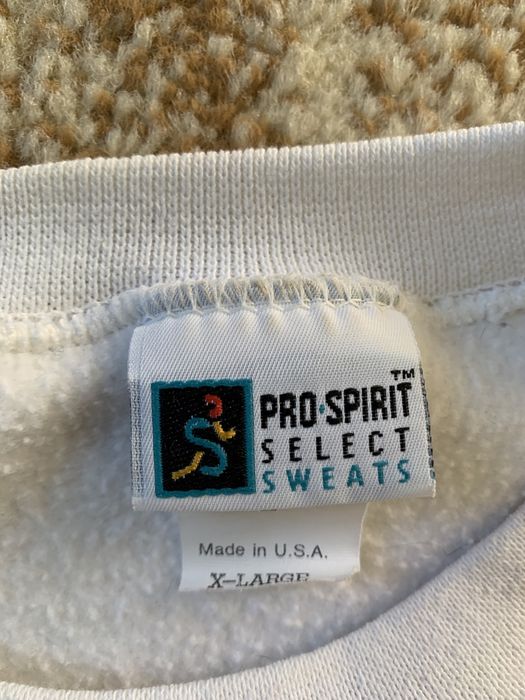 PRO·SPIRIT™
SELECT
SWEATS
Made in U.S.A.
X-LARGE